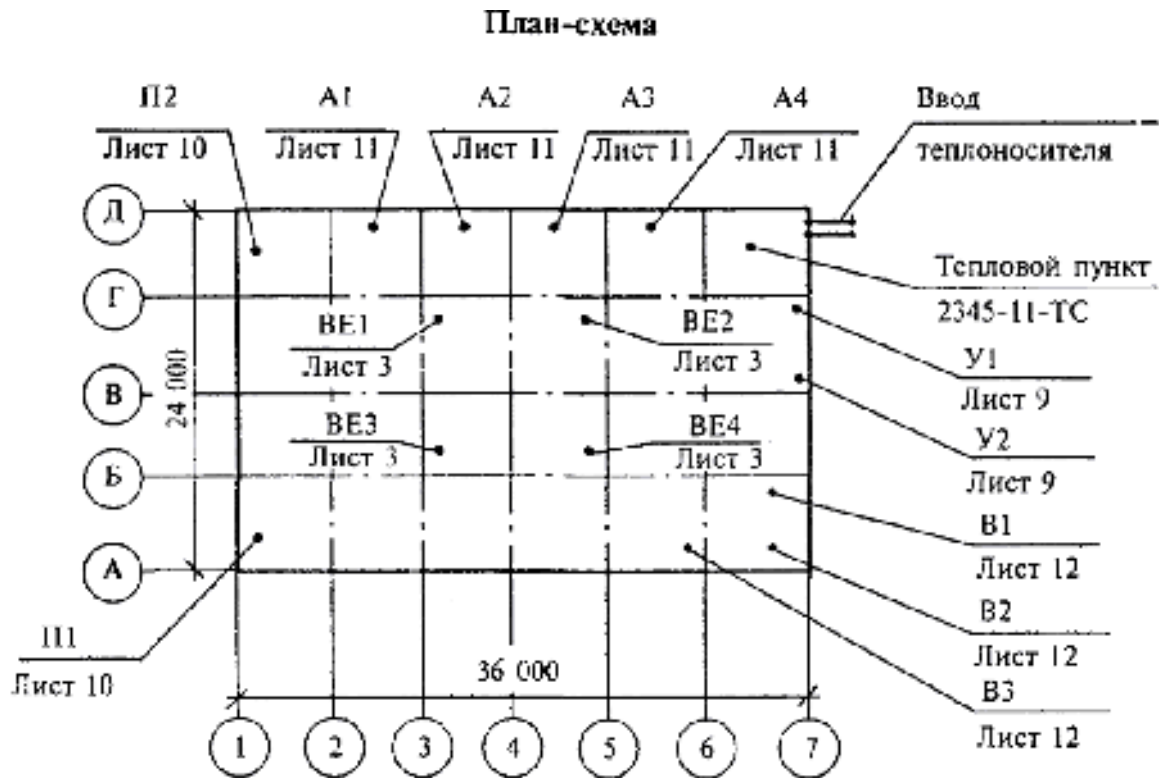 План-схема
П2
А1
А2
А3
А4
Ввод
Лист 10
Лист 11
Лист 11
Лист 11
Лист 11
теплоносителя
Д
Тепловой пункт
Г
2345-11-ТС
ВЕ1
ВЕ2
Лист 3
Лист 3
У1
Лист 9
24 000
В
ВЕ3
ВЕ4
У2
Лист 3
Лист 3
Б
Лист 9
В1
Лист 12
А
В2
П1
Лист 12
Лист 10
36 000
В3
Лист 12
1
2
3
4
5
6
7